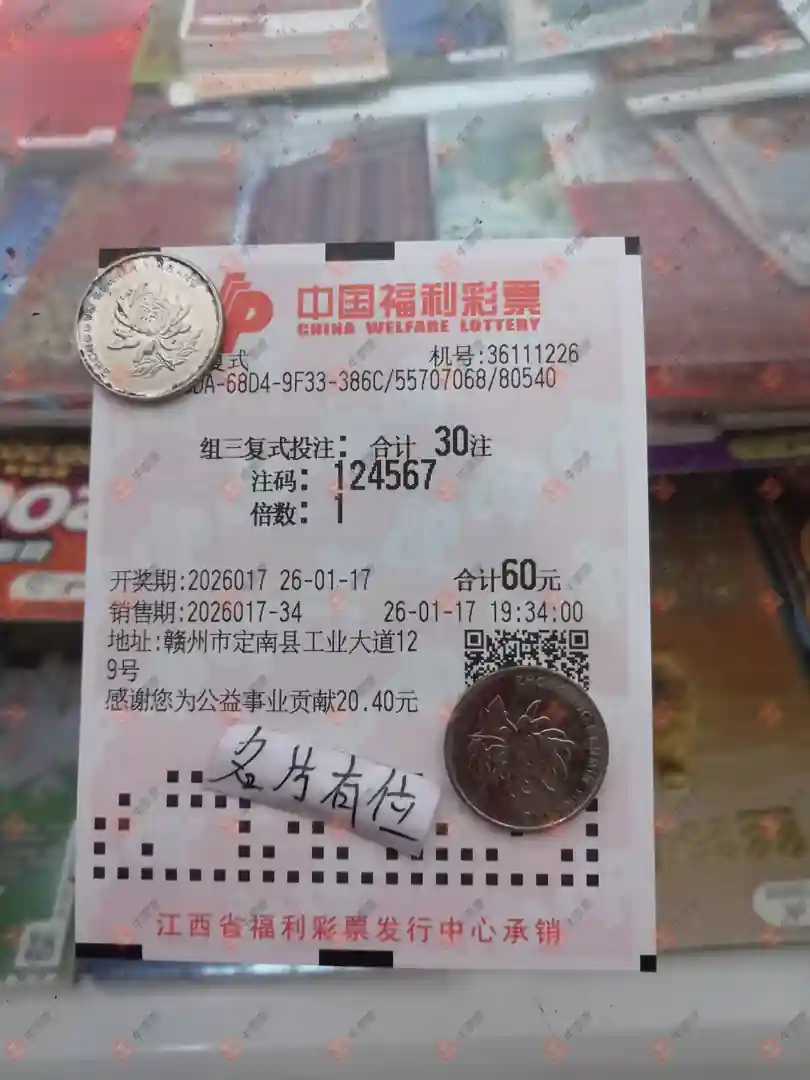 中国福利彩票
CHINA WELFARE LOTTERY
复式 机号:36111226
DA-68D4-9F33-386C/55707068/80540
组三复式投注: 合计 30注
注码: 124567
倍数: 1
开奖期:2026017 26-01-17 合计60元
销售期:2026017-34 26-01-17 19:34:00
地址:赣州市定南县工业大道12
9号
感谢您为公益事业贡献20.40元
名片有位
江西省福利彩票发行中心承销